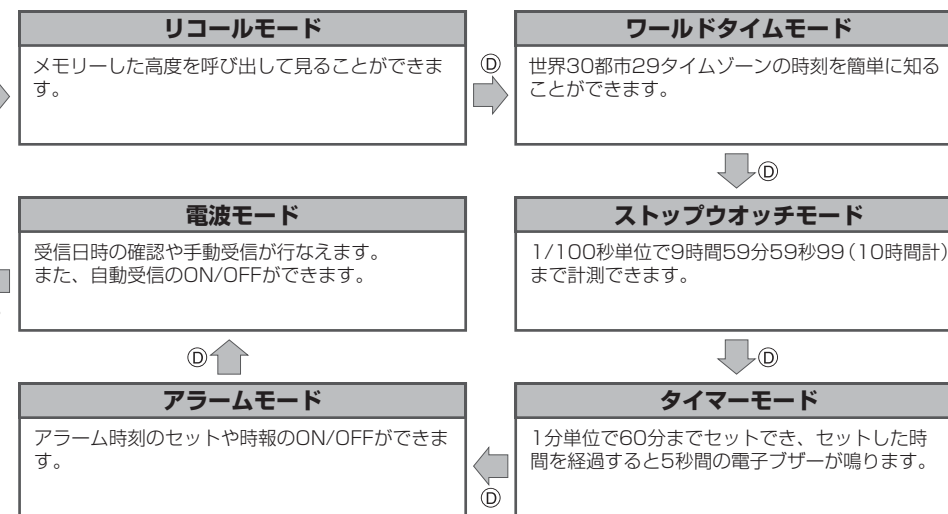 リコールモード
メモリーした高度を呼び出して見ることができま
す。
Ⓓ
ワールドタイムモード
世界30都市29タイムゾーンの時刻を簡単に知る
ことができます。
Ⓓ
電波モード
受信日時の確認や手動受信が行なえます。
また、自動受信のON/OFFができます。
ストップウオッチモード
1/100秒単位で9時間59分59秒99（10時間計）
まで計測できます。
Ⓓ
Ⓓ
アラームモード
アラーム時刻のセットや時報のON/OFFができま
す。
Ⓓ
タイマーモード
1分単位で60分までセットでき、セットした時
間を経過すると5秒間の電子ブザーが鳴ります。